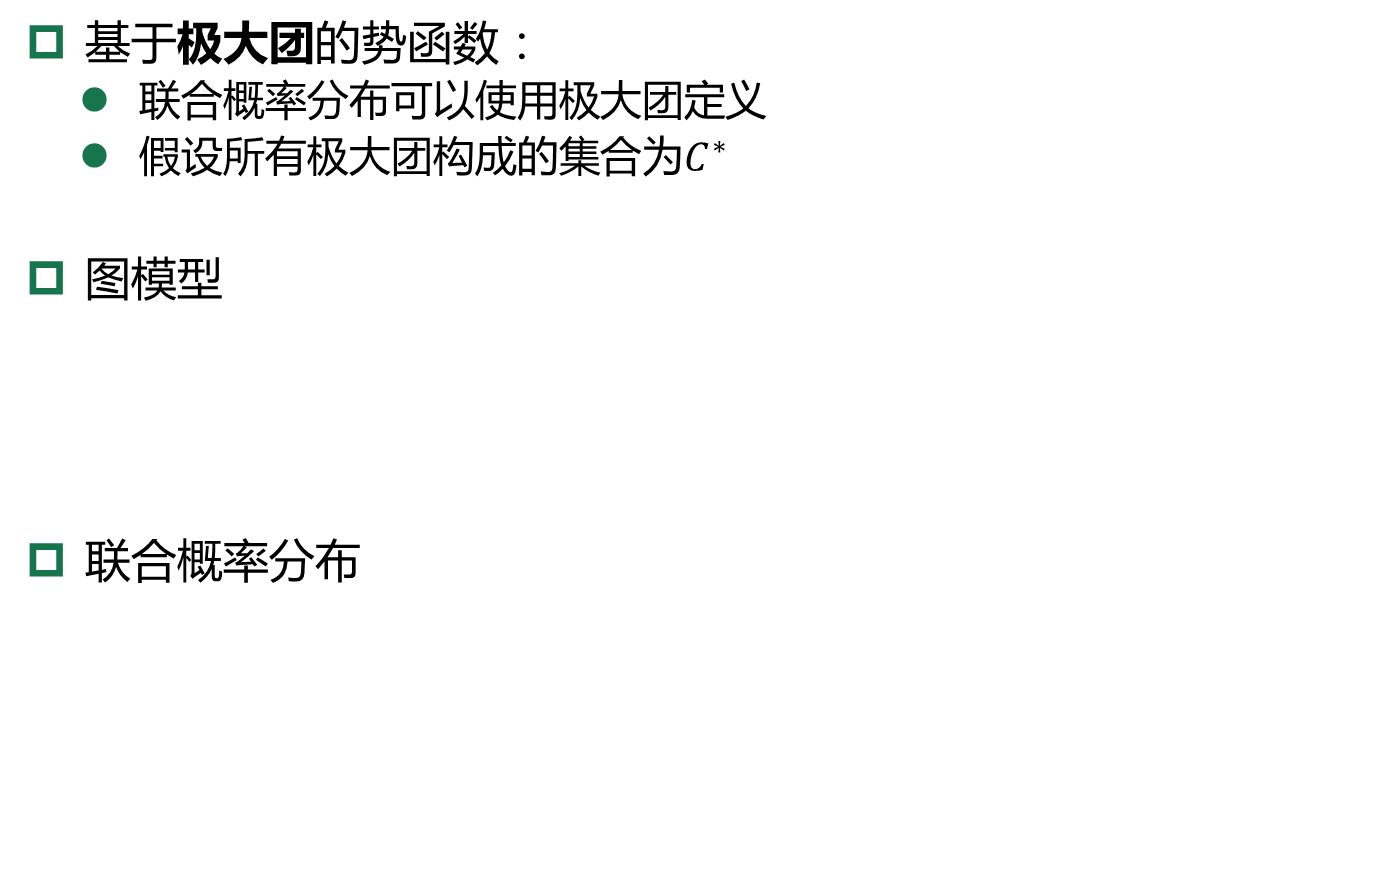 基于极大团的势函数：
联合概率分布可以使用极大团定义
假设所有极大团构成的集合为C*
图模型
联合概率分布